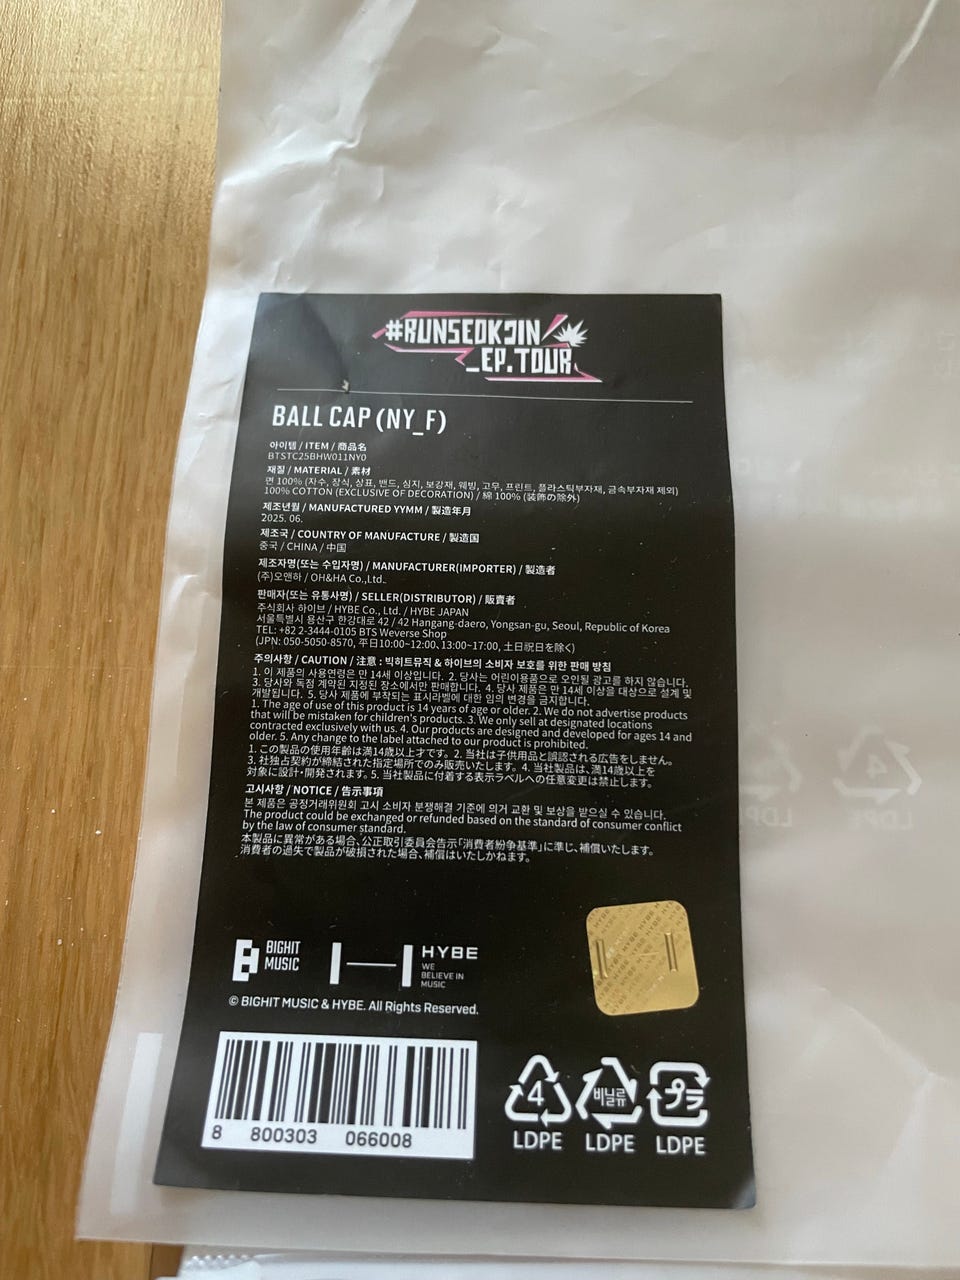 #RUNSEOKJIN
_EP.TOUR
BALL CAP (NY_F)
아이템 / ITEM / 商品名
BTSTC25BHW011NY0
재질 / MATERIAL / 素材
면 100% (자수, 장식, 상표, 밴드, 심지, 보강재, 웨빙, 고무, 프린트, 플라스틱부자재, 금속부자재 제외)
100% COTTON (EXCLUSIVE OF DECORATION) / 綿 100% (装飾の除外)
제조년월 / MANUFACTURED YYMM / 製造年月
2025. 06.
제조국 / COUNTRY OF MANUFACTURE / 製造国
중국 / CHINA / 中国
제조자명(또는 수입자명) / MANUFACTURER(IMPORTER) / 製造者
(주)오앤하 / OH&HA Co.,Ltd.
판매자(또는 유통사명) / SELLER(DISTRIBUTOR) / 販賣者
주식회사 하이브 / HYBE Co., Ltd. / HYBE JAPAN
서울특별시 용산구 한강대로 42 / 42 Hangang-daero, Yongsan-gu, Seoul, Republic of Korea
TEL: +82 2-3444-0105 BTS Weverse Shop
(JPN: 050-5050-8570, 平日10:00~12:00、13:00~17:00, 土日祝日を除く)
주의사항 / CAUTION / 注意 : 빅히트뮤직 & 하이브의 소비자 보호를 위한 판매 방침
1. 이 제품의 사용연령은 만 14세 이상입니다. 2. 당사는 어린이용품으로 오인될 광고를 하지 않습니다.
3. 당사와 독점 계약된 지정된 장소에서만 판매합니다. 4. 당사 제품은 만 14세 이상을 대상으로 설계 및
개발됩니다. 5. 당사 제품에 부착되는 표시라벨에 대한 임의 변경을 금지합니다.
1. The age of use of this product is 14 years of age or older. 2. We do not advertise products
that will be mistaken for children's products. 3. We only sell at designated locations
contracted exclusively with us. 4. Our products are designed and developed for ages 14 and
older. 5. Any change to the label attached to our product is prohibited.
1. この製品の使用年齢は満14歳以上才です。2. 当社は子供用品と誤認される広告をしません。
3. 社独占契約が締結された指定場所でのみ販売いたします。4. 当社製品は、満14歳以上を
対象に設計・開発されます。5. 当社製品に付着する表示ラベルへの任意変更は禁止します。
고시사항 / NOTICE / 告示事項
본 제품은 공정거래위원회 고시 소비자 분쟁해결 기준에 의거 교환 및 보상을 받으실 수 있습니다.
The product could be exchanged or refunded based on the standard of consumer conflict
by the law of consumer standard.
本製品に異常がある場合、公正取引委員会告示「消費者紛争基準」に準じ、補償いたします。
消費者の過失で製品が破損された場合、補償はいたしかねます。
BIGHIT
MUSIC
HYBE
WE
BELIEVE IN
MUSIC
© BIGHIT MUSIC & HYBE. All Rights Reserved.
8 800303 066008
4
LDPE
비닐류
LDPE
プラ
LDPE